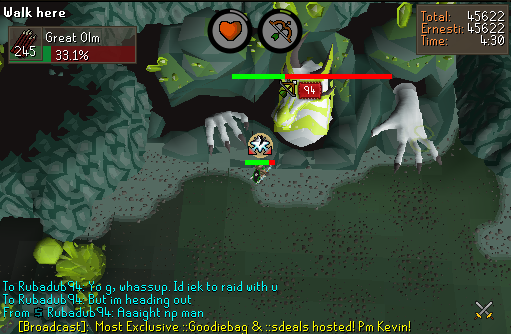 Walk here
Great Olm
245
33.1%
Total: 45622
Ernesti: 45622
Time: 4:30
94
To Rubadub94: Yo g, whassup. Id iek to raid with u
To Rubadub94: But im heading out
From S Rubadub94: Aaaight np man
[Broadcast]: Most Exclusive ::Goodiebag & ::sdeals hosted! Pm Kevin!